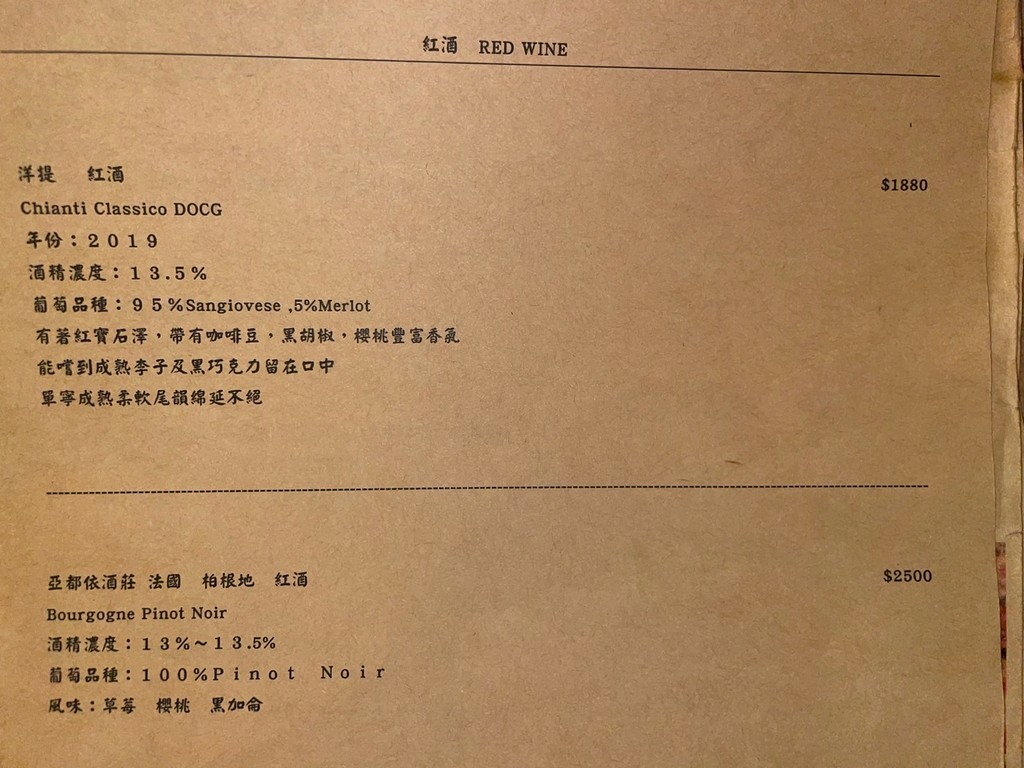 紅酒 RED WINE
洋提 紅酒 $1880
Chianti Classico DOCG
年份：２０１９
酒精濃度：１３.５％
葡萄品種：９５％Sangiovese ,5%Merlot
有著紅寶石澤，帶有咖啡豆，黑胡椒，櫻桃豐富香氣
能嚐到成熟李子及黑巧克力留在口中
單寧成熟柔軟尾韻綿延不絕
亞都依酒莊 法國 柏根地 紅酒 $2500
Bourgogne Pinot Noir
酒精濃度：１３％～１３.5%
葡萄品種：１００％Ｐｉｎｏｔ Ｎｏｉｒ
風味：草莓 櫻桃 黑加侖